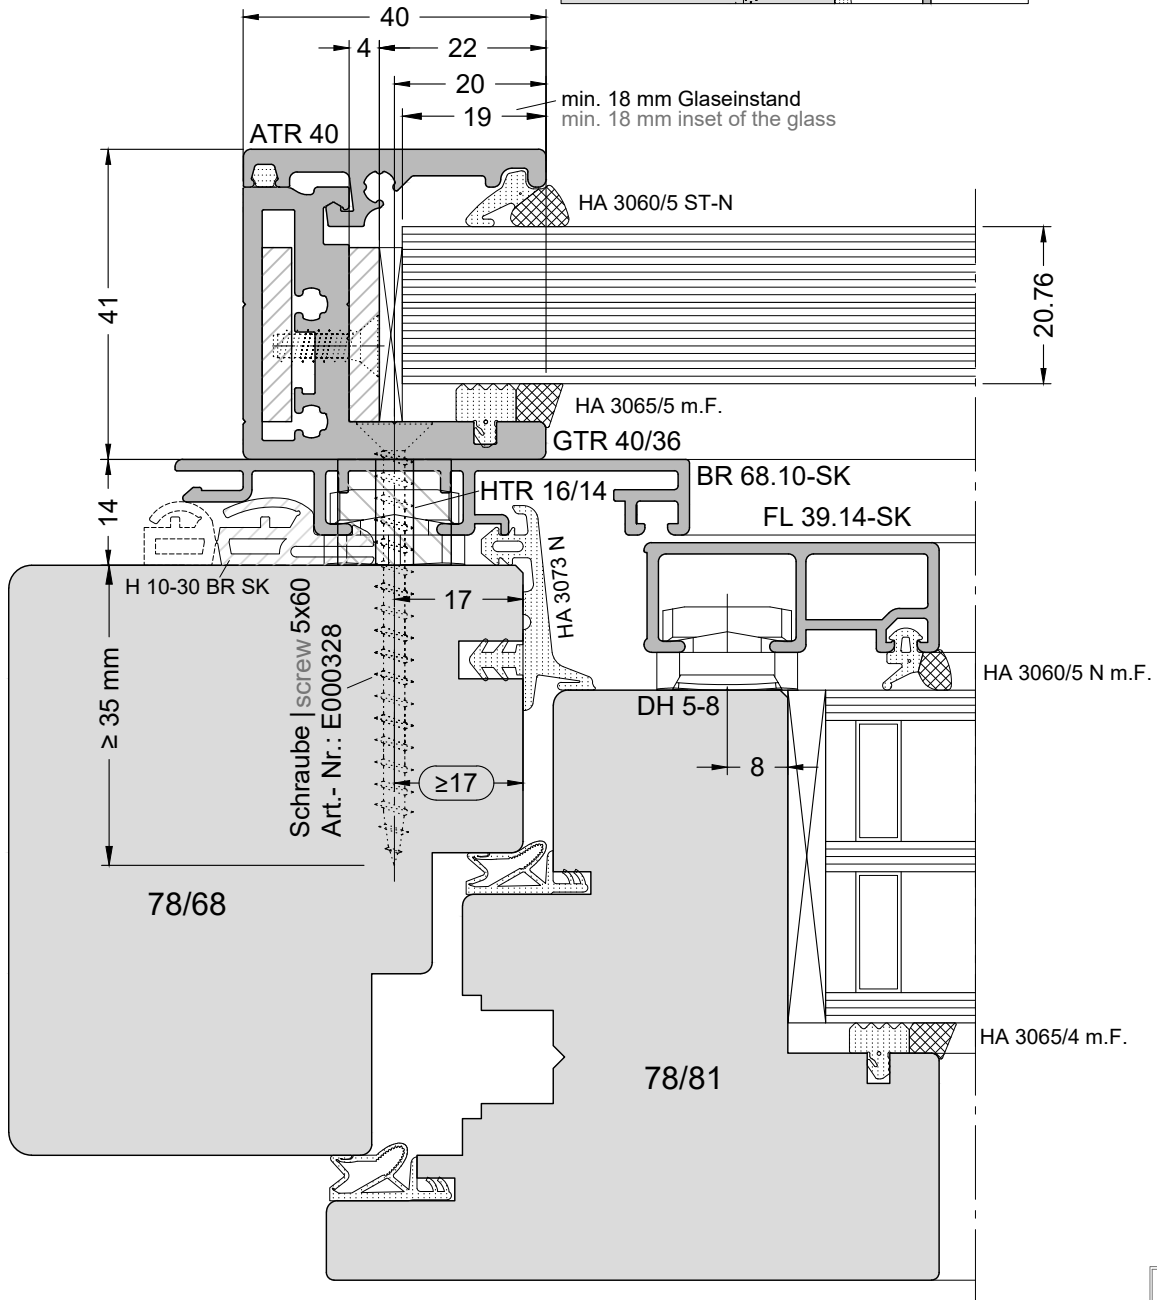 40
4
22
20
19
min. 18 mm Glaseinstand
min. 18 mm inset of the glass
ATR 40
HA 3060/5 ST-N
41
20.76
HA 3065/5 m.F.
GTR 40/36
BR 68.10-SK
HTR 16/14
FL 39.14-SK
14
H 10-30 BR SK
HA 3073 N
17
Schraube | screw 5x60
Art.- Nr.: E000328
≥ 35 mm
HA 3060/5 N m.F.
DH 5-8
8
≥17
78/68
HA 3065/4 m.F.
78/81